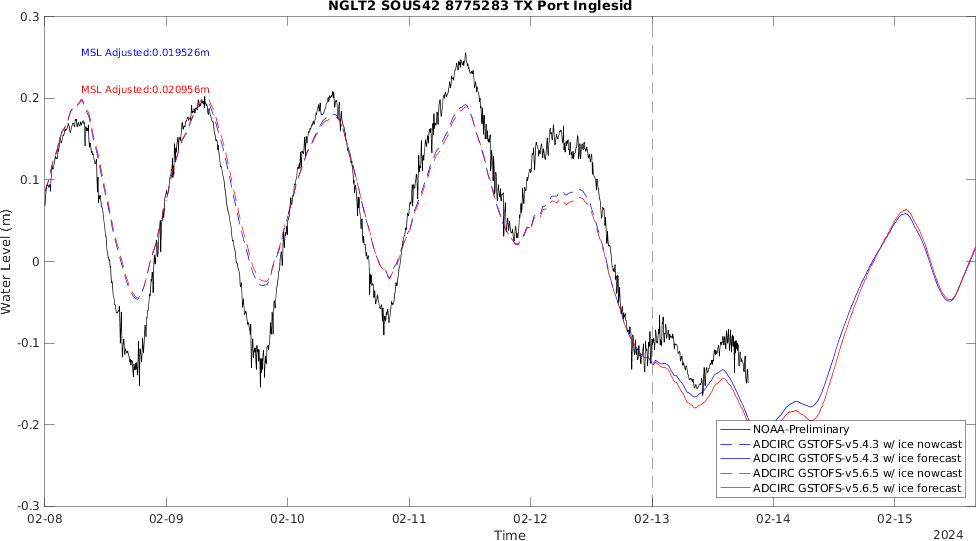 NGLT2 SOUS42 8775283 TX Port Inglesid
MSL Adjusted:0.019526m
MSL Adjusted:0.020956m
Water Level (m)
0.3
0.2
0.1
0
-0.1
-0.2
-0.3
NOAA-Preliminary
ADCIRC GSTOFS-v5.4.3 w/ ice nowcast
ADCIRC GSTOFS-v5.4.3 w/ ice forecast
ADCIRC GSTOFS-v5.6.5 w/ ice nowcast
ADCIRC GSTOFS-v5.6.5 w/ ice forecast
02-08 02-09 02-10 02-11 02-12 02-13 02-14 02-15
Time
2024